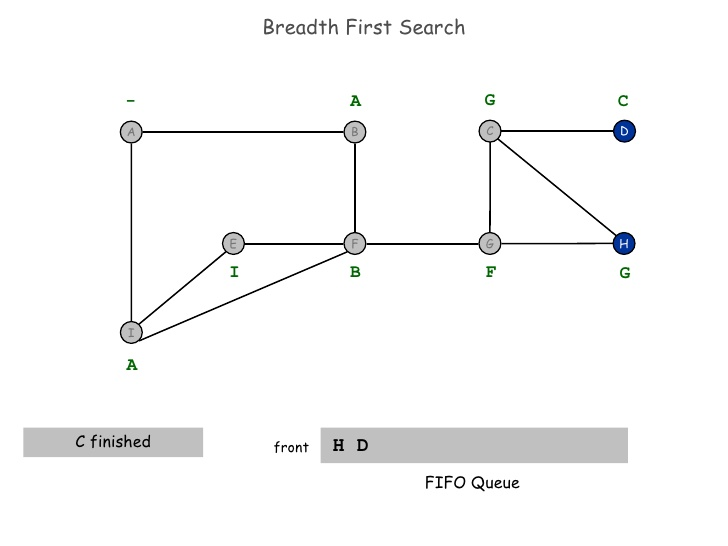 Breadth First Search
- A G C
A B C D
E F G H
I B F G
I
A
C finished
front H D
FIFO Queue